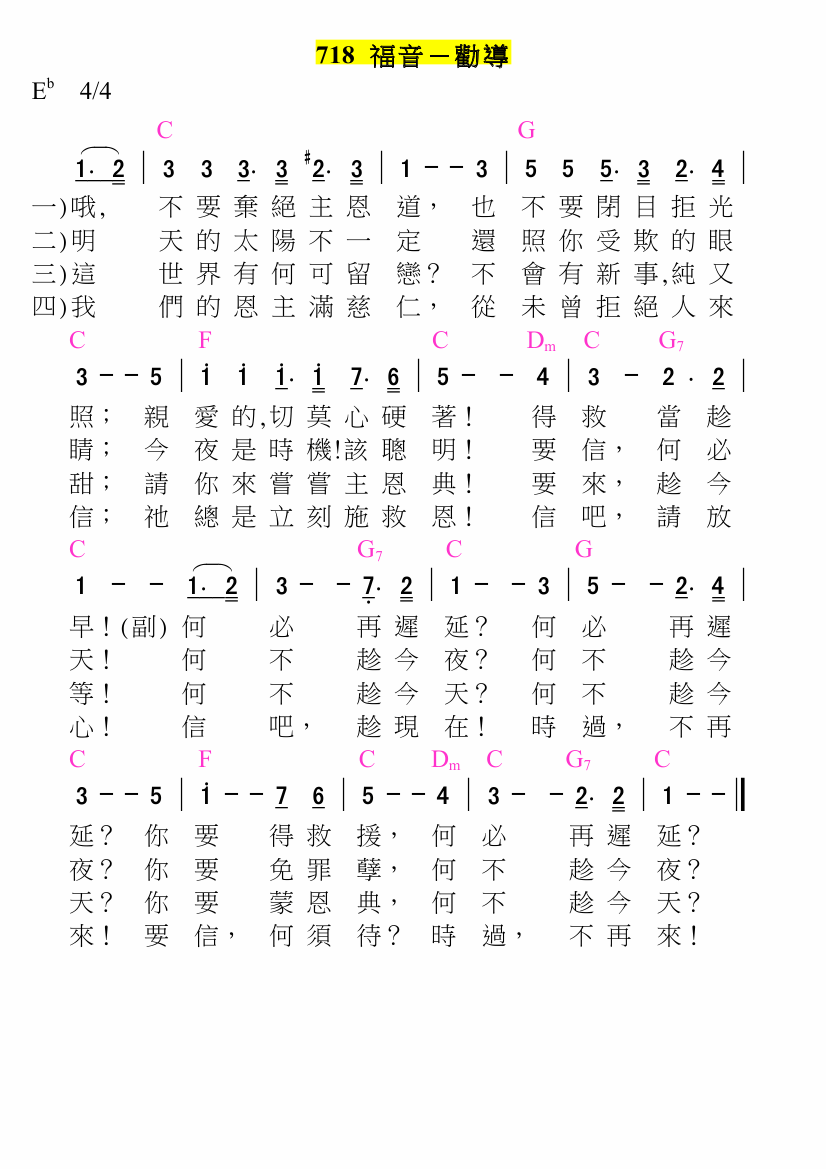 718 福音－勸導
E♭ 4/4
C G
1· 2 | 3 3 3· 3 #2· 3 | 1 － － 3 | 5 5 5· 3 2· 4 |
一)哦, 不要棄絕主恩道， 也不要閉目拒光
二)明 天的太陽不一定 還照你受欺的眼
三)這 世界有何可留戀? 不會有新事,純又
四)我 們的恩主滿慈仁， 從未曾拒絕人來
C F C Dm C G7
3 － － 5 | i i i· i 7· 6 | 5 － － 4 | 3 － 2 · 2 |
照； 親愛的,切莫心硬著! 得救 當趁
睛； 今夜是時機!該聰明! 要信， 何必
甜； 請你來嘗嘗主恩典! 要來， 趁今
信； 祂總是立刻施救恩! 信吧， 請放
C G7 C G
1 － － 1· 2 | 3 － － 7̣· 2 | 1 － － 3 | 5 － － 2· 4 |
早! (副) 何 必 再遲延? 何必 再遲
天! 何 不 趁今夜? 何不 趁今
等! 何 不 趁今天? 何不 趁今
心! 信 吧， 趁現在! 時過， 不再
C F C Dm C G7 C
3 － － 5 | i － － 7 6 | 5 － － 4 | 3 － － 2· 2 | 1 － － ‖
延? 你要 得救援， 何必 再遲延?
夜? 你要 免罪孽， 何不 趁今夜?
天? 你要 蒙恩典， 何不 趁今天?
來! 要信， 何須待? 時過， 不再來!